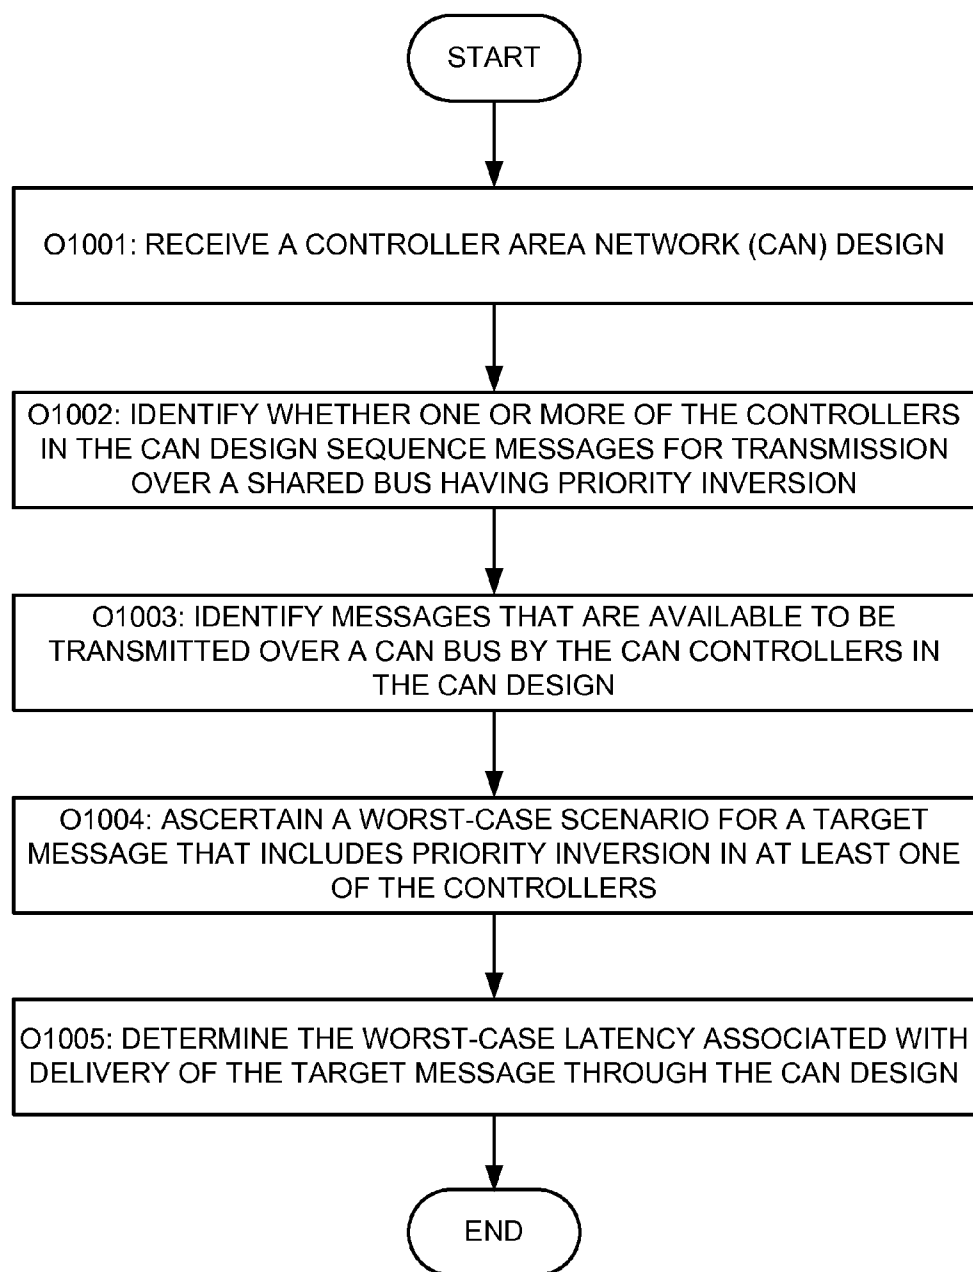 START
O1001: RECEIVE A CONTROLLER AREA NETWORK (CAN) DESIGN
O1002: IDENTIFY WHETHER ONE OR MORE OF THE CONTROLLERS
IN THE CAN DESIGN SEQUENCE MESSAGES FOR TRANSMISSION
OVER A SHARED BUS HAVING PRIORITY INVERSION
O1003: IDENTIFY MESSAGES THAT ARE AVAILABLE TO BE
TRANSMITTED OVER A CAN BUS BY THE CAN CONTROLLERS IN
THE CAN DESIGN
O1004: ASCERTAIN A WORST-CASE SCENARIO FOR A TARGET
MESSAGE THAT INCLUDES PRIORITY INVERSION IN AT LEAST ONE
OF THE CONTROLLERS
O1005: DETERMINE THE WORST-CASE LATENCY ASSOCIATED WITH
DELIVERY OF THE TARGET MESSAGE THROUGH THE CAN DESIGN
END